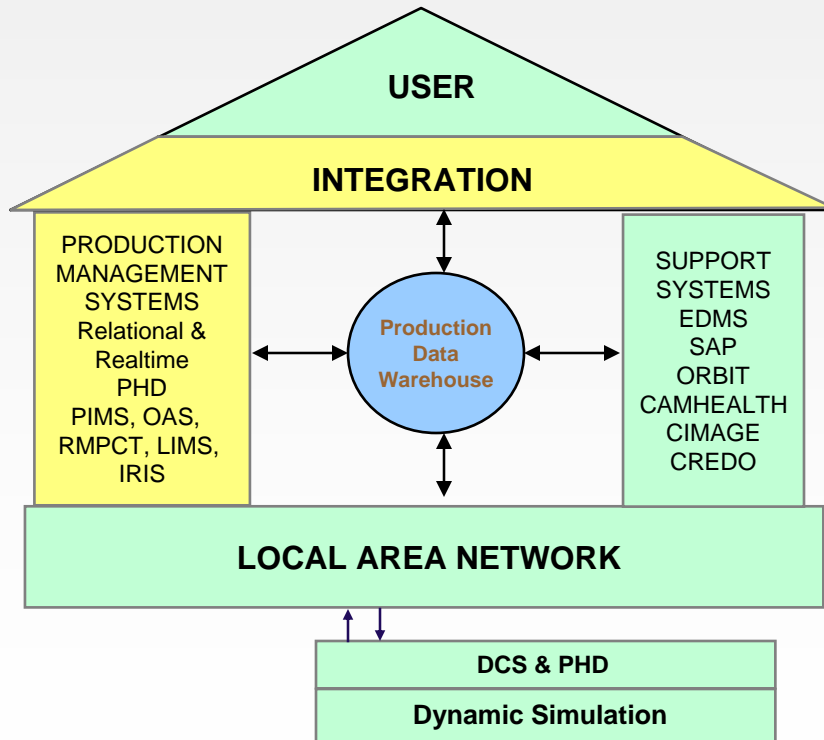 USER
INTEGRATION
PRODUCTION
MANAGEMENT
SYSTEMS
Relational &
Realtime
PHD
PIMS, OAS,
RMPCT, LIMS,
IRIS
Production
Data
Warehouse
SUPPORT
SYSTEMS
EDMS
SAP
ORBIT
CAMHEALTH
CIMAGE
CREDO
LOCAL AREA NETWORK
DCS & PHD
Dynamic Simulation